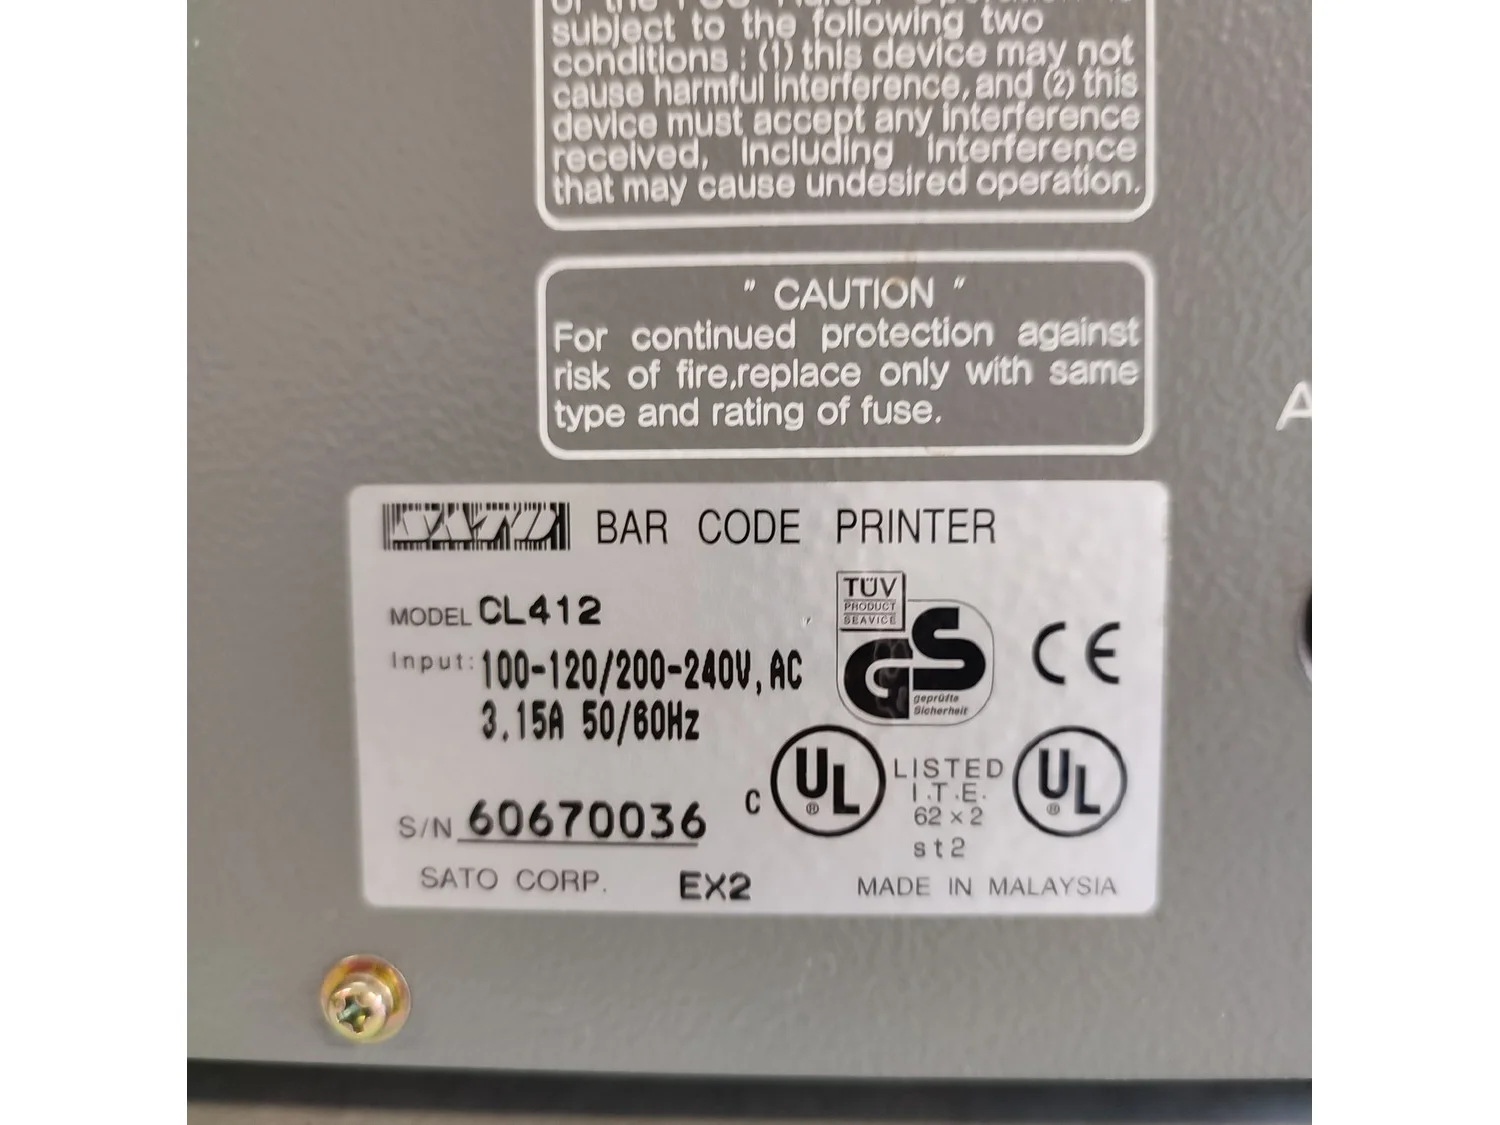 subject to the following two
conditions : (1) this device may not
cause harmful interference, and (2) this
device must accept any interference
received, including interference
that may cause undesired operation.
" CAUTION "
For continued protection against
risk of fire,replace only with same
type and rating of fuse.
SATO BAR CODE PRINTER
MODEL CL412
Input: 100-120/200-240V, AC
3.15A 50/60Hz
TÜV
PRODUCT
SEAVICE
GS
geprüfte
Sicherheit
CE
C UL ® LISTED UL ®
I.T.E.
62×2
st2
S/N 60670036
SATO CORP. EX2 MADE IN MALAYSIA
A